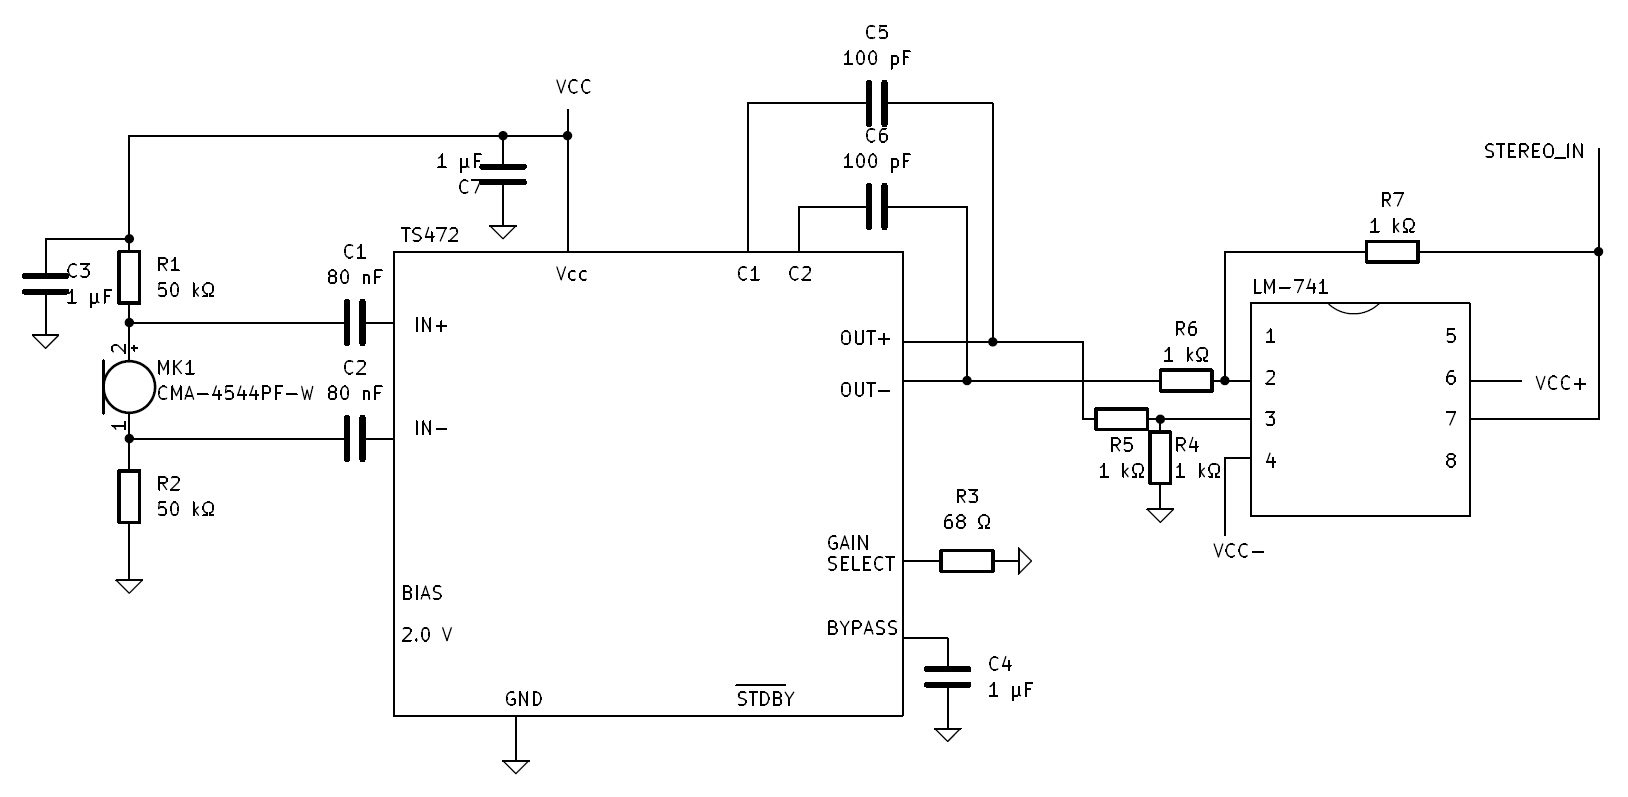 C5
100 pF
VCC
C6
100 pF
1 µF
C7
STEREO_IN
R7
1 kΩ
TS472
C1
80 nF
R1
50 kΩ
C3
1 µF
Vcc
C1
C2
LM-741
IN+
OUT+
OUT-
R6
1 kΩ
1
2
3
4
5
6
7
8
VCC+
2
+
MK1
CMA-4544PF-W
1
C2
80 nF
IN-
R5
1 kΩ
R4
1 kΩ
R2
50 kΩ
R3
68 Ω
GAIN
SELECT
VCC-
BIAS
2.0 V
BYPASS
C4
1 µF
GND
STDBY